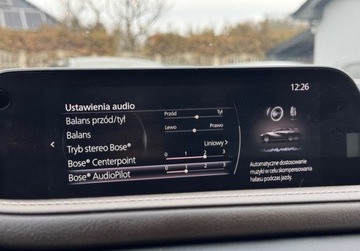 12:26
Ustawienia audio
Balans przód/tył
Przód Tył
Balans
Lewo Prawo
Tryb stereo Bose®
Liniowy
Bose® Centerpoint
0 1 2 3
Bose® AudioPilot
0 1 2
Automatyczne dostosowanie
muzyki w celu skompensowania
hałasu podczas jazdy.